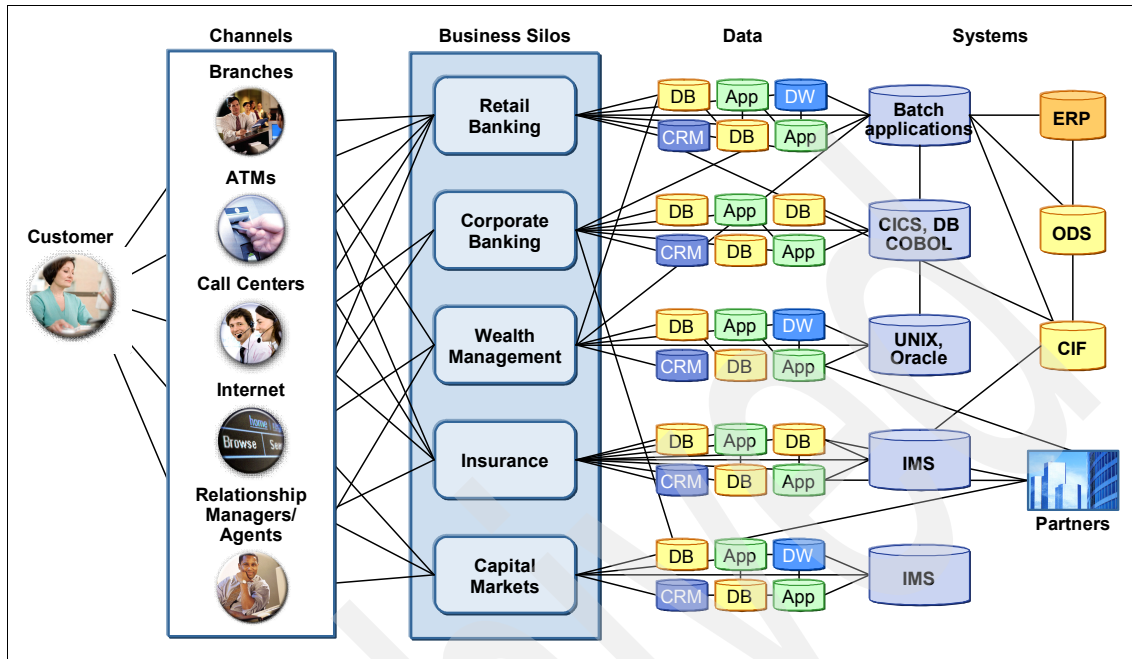 Channels
Business Silos
Data
Systems
Customer
Branches
ATMs
Call Centers
Internet
home
Browse
Relationship
Managers/
Agents
Retail
Banking
Corporate
Banking
Wealth
Management
Insurance
Capital
Markets
DB App DW
CRM DB App
DB App DB
CRM DB App
DB App DW
CRM DB App
DB App DB
CRM DB App
DB App DW
CRM DB App
Batch
applications
CICS, DB
COBOL
UNIX,
Oracle
IMS
IMS
ERP
ODS
CIF
Partners